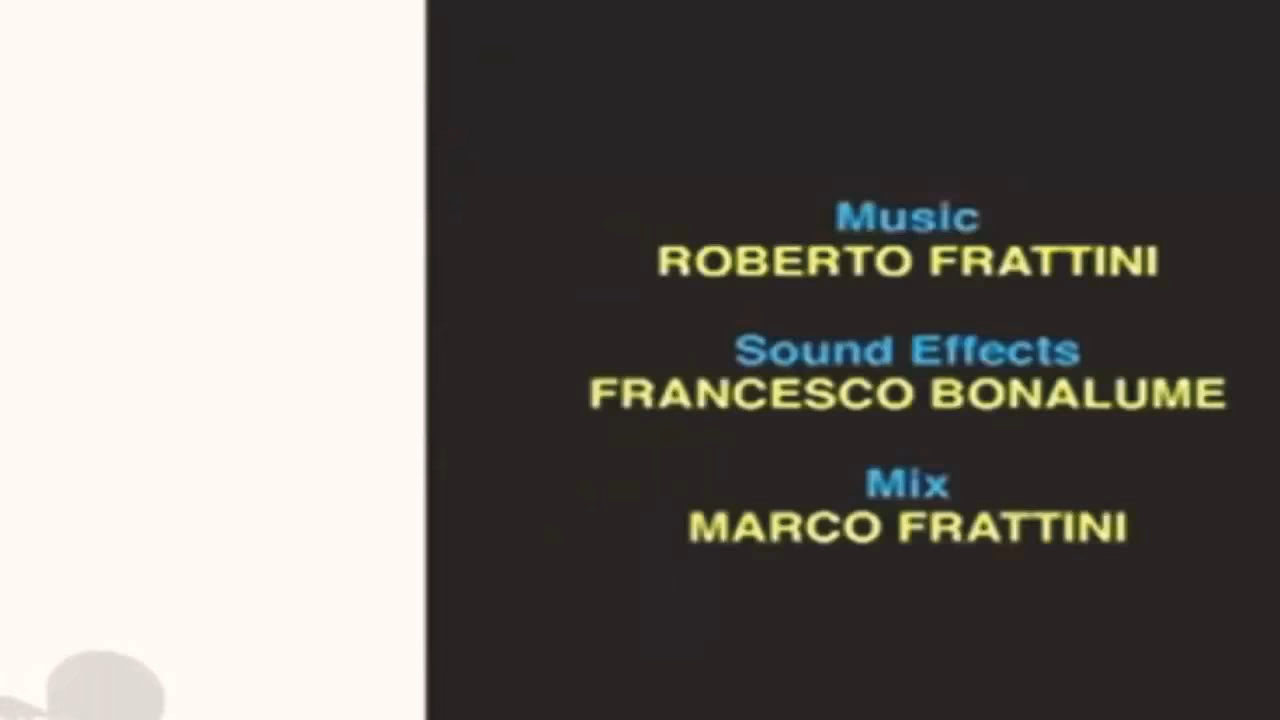 Music
ROBERTO FRATTINI
Sound Effects
FRANCESCO BONALUME
Mix
MARCO FRATTINI